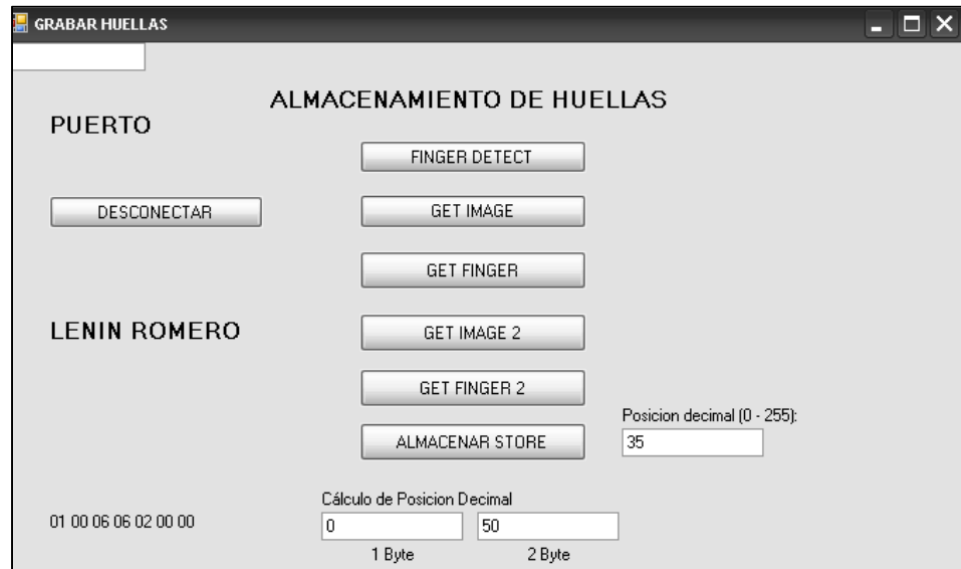 GRABAR HUELLAS
ALMACENAMIENTO DE HUELLAS
PUERTO
FINGER DETECT
DESCONECTAR
GET IMAGE
GET FINGER
LENIN ROMERO
GET IMAGE 2
GET FINGER 2
Posicion decimal (0 - 255):
ALMACENAR STORE
35
Cálculo de Posicion Decimal
01 00 06 06 02 00 00
0
50
1 Byte
2 Byte